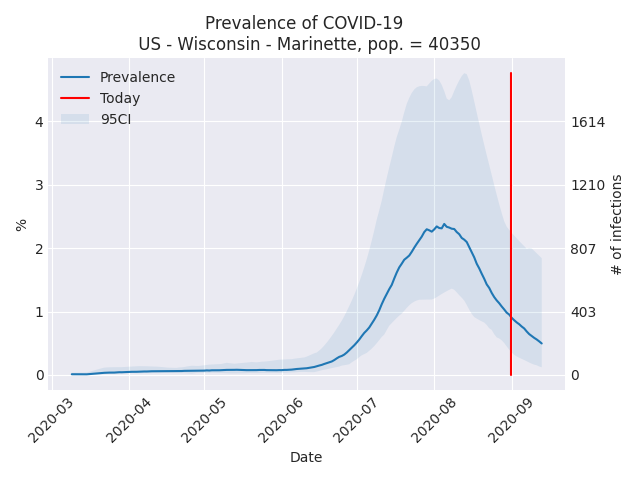 Prevalence of COVID-19
US - Wisconsin - Marinette, pop. = 40350
Prevalence
Today
95CI
4
3
2
1
0
%
1614
1210
807
403
0
# of infections
2020-03
2020-04
2020-05
2020-06
2020-07
2020-08
2020-09
Date